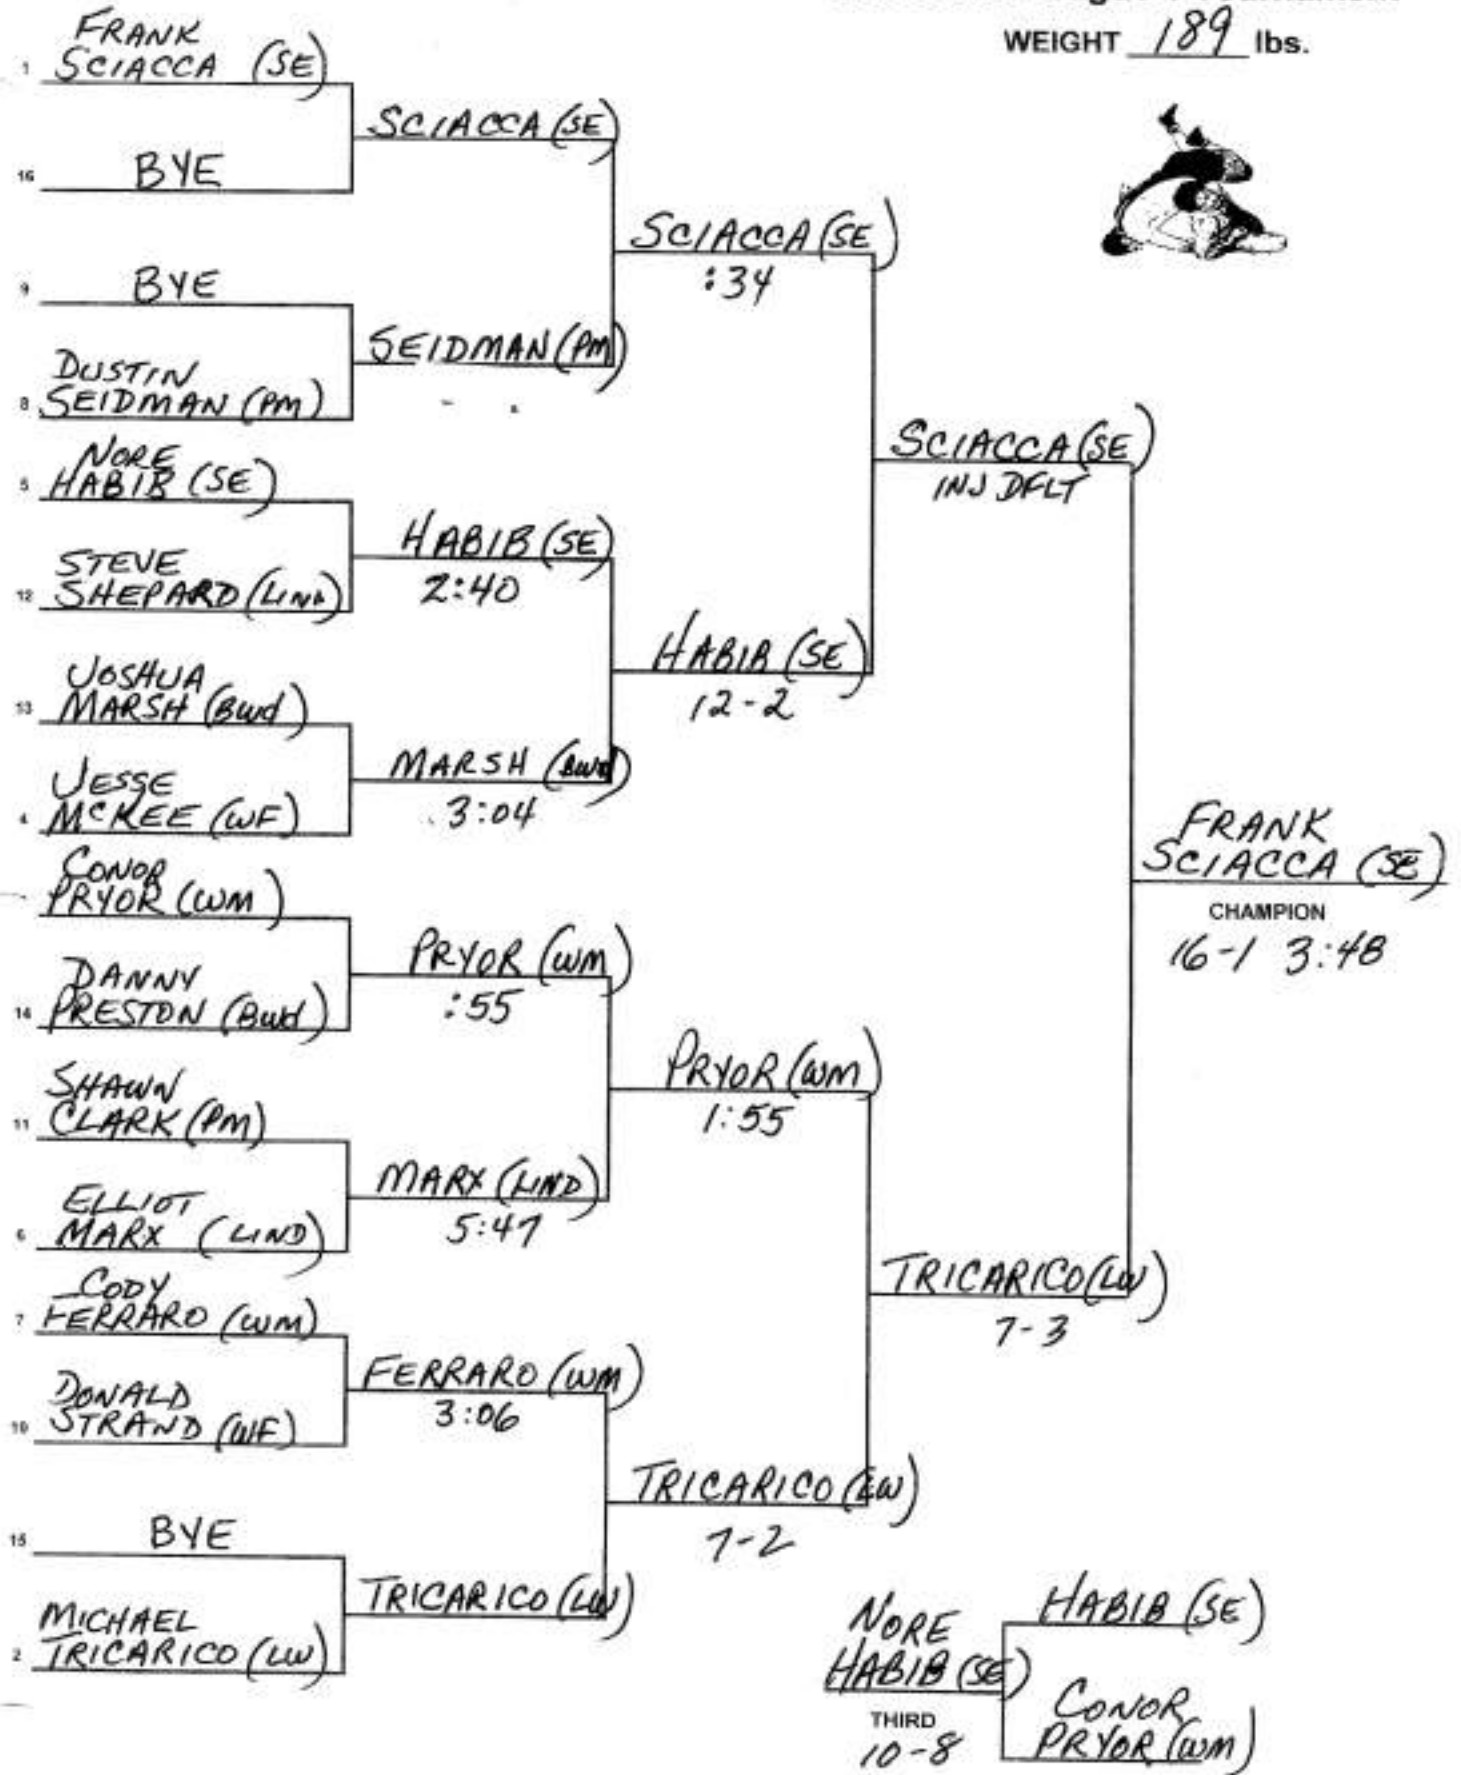 WEIGHT 189 lbs.
FRANK
1 SCIACCA (SE)
SCIACCA (SE)
16 BYE
SCIACCA (SE)
:34
9 BYE
SEIDMAN (PM)
DUSTIN
8 SEIDMAN (PM)
SCIACCA (SE)
INJ DFLT
NORE
5 HABIB (SE)
HABIB (SE)
2:40
STEVE
12 SHEPARD (LIND)
HABIB (SE)
12-2
JOSHUA
13 MARSH (Bwd)
MARSH (Bwd)
3:04
JESSE
4 MCKEE (WF)
FRANK
SCIACCA (SE)
CHAMPION
16-1 3:48
CONOR
PRYOR (WM)
PRYOR (WM)
:55
DANNY
14 PRESTON (Bwd)
PRYOR (WM)
1:55
SHAWN
11 CLARK (PM)
MARX (LIND)
5:47
ELLIOT
6 MARX (LIND)
TRICARICO (LW)
7-3
CODY
7 FERRARO (WM)
FERRARO (WM)
3:06
DONALD
10 STRAND (WF)
TRICARICO (LW)
7-2
15 BYE
TRICARICO (LW)
MICHAEL
2 TRICARICO (LW)
HABIB (SE)
NORE
HABIB (SE)
THIRD
10-8
CONOR
PRYOR (WM)